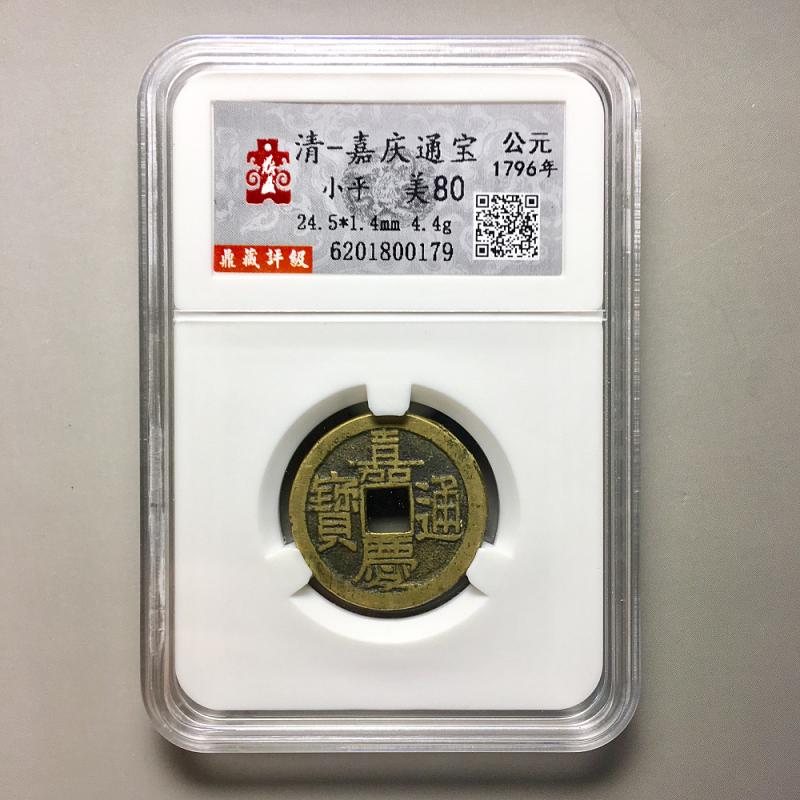 清-嘉庆通宝
公元
1796年
小平 美80
24.5*1.4mm 4.4g
鼎藏評級
6201800179
嘉慶通寶